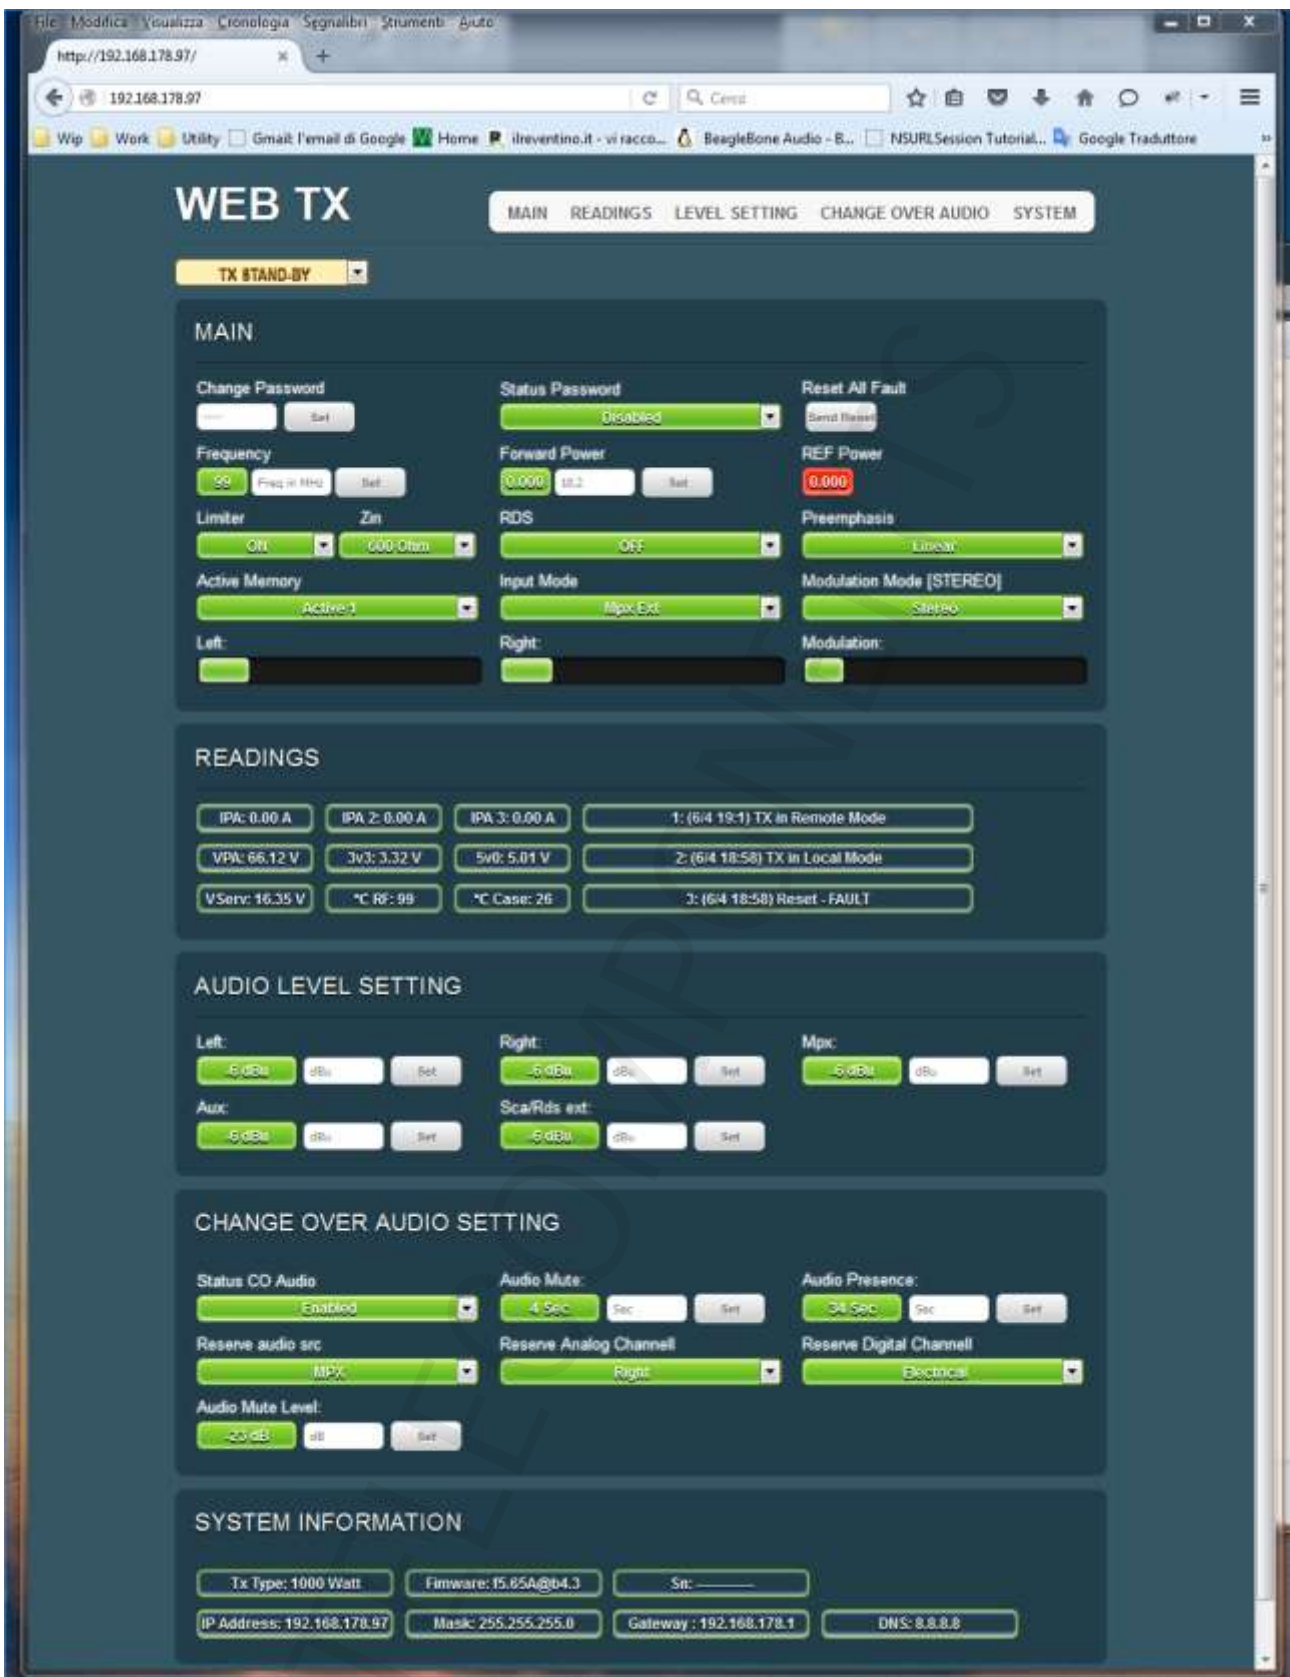 File Modifica Visualizza Cronologia Segnalibri Strumenti Aiuto
http://192.168.178.97/
192.168.178.97
Cerca
Wip Work Utility Gmail: l'email di Google Home ilreventino.it - vi racco... BeagleBone Audio - B... NSURLSession Tutorial... Google Traduttore
WEB TX
MAIN READINGS LEVEL SETTING CHANGE OVER AUDIO SYSTEM
TX STAND-BY
MAIN
Change Password Status Password Reset All Fault
Set Disabled Send Reset
Frequency Forward Power REF Power
99 Freq in MHz Set 0.000 18.2 Set 0.000
Limiter Zin RDS Preemphasis
ON 600 Ohm OFF Linear
Active Memory Input Mode Modulation Mode [STEREO]
Active 1 Mpx Ext Stereo
Left: Right: Modulation:
READINGS
IPA: 0.00 A IPA 2: 0.00 A IPA 3: 0.00 A 1: (6/4 19:1) TX in Remote Mode
VPA: 66.12 V 3v3: 3.32 V 5v0: 5.01 V 2: (6/4 18:58) TX in Local Mode
VServ: 16.35 V °C RF: 99 °C Case: 26 3: (6/4 18:58) Reset - FAULT
AUDIO LEVEL SETTING
Left: Right: Mpx:
-6 dBu dBu Set -6 dBu dBu Set -6 dBu dBu Set
Aux: Sca/Rds ext:
-6 dBu dBu Set -6 dBu dBu Set
CHANGE OVER AUDIO SETTING
Status CO Audio Audio Mute: Audio Presence:
Enabled 4 Sec Sec Set 34 Sec Sec Set
Reserve audio src Reserve Analog Channell Reserve Digital Channell
MPX Right Electrical
Audio Mute Level:
-23 dB dB Set
SYSTEM INFORMATION
Tx Type: 1000 Watt Fimware: f5.65A@b4.3 Sn: ----------
IP Address: 192.168.178.97 Mask: 255.255.255.0 Gateway : 192.168.178.1 DNS: 8.8.8.8